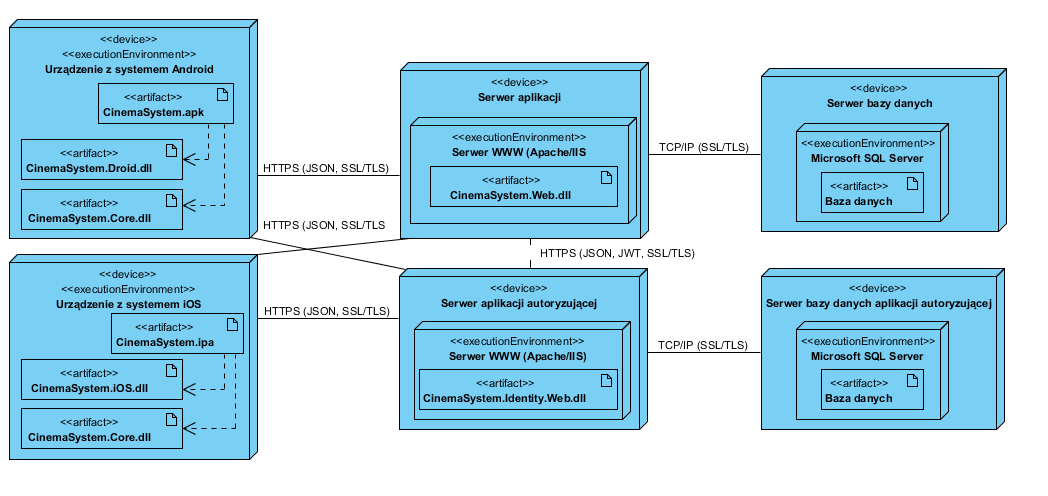 <<device>>
<<executionEnvironment>>
Urządzenie z systemem Android
<<artifact>>
CinemaSystem.apk
<<artifact>>
CinemaSystem.Droid.dll
<<artifact>>
CinemaSystem.Core.dll
HTTPS (JSON, SSL/TLS)
HTTPS (JSON, SSL/TLS
<<device>>
Serwer aplikacji
<<executionEnvironment>>
Serwer WWW (Apache/IIS
<<artifact>>
CinemaSystem.Web.dll
TCP/IP (SSL/TLS)
<<device>>
Serwer bazy danych
<<executionEnvironment>>
Microsoft SQL Server
<<artifact>>
Baza danych
HTTPS (JSON, JWT, SSL/TLS)
<<device>>
<<executionEnvironment>>
Urządzenie z systemem iOS
<<artifact>>
CinemaSystem.ipa
<<artifact>>
CinemaSystem.iOS.dll
<<artifact>>
CinemaSystem.Core.dll
HTTPS (JSON, SSL/TLS)
<<device>>
Serwer aplikacji autoryzującej
<<executionEnvironment>>
Serwer WWW (Apache/IIS)
<<artifact>>
CinemaSystem.Identity.Web.dll
TCP/IP (SSL/TLS)
<<device>>
Serwer bazy danych aplikacji autoryzującej
<<executionEnvironment>>
Microsoft SQL Server
<<artifact>>
Baza danych